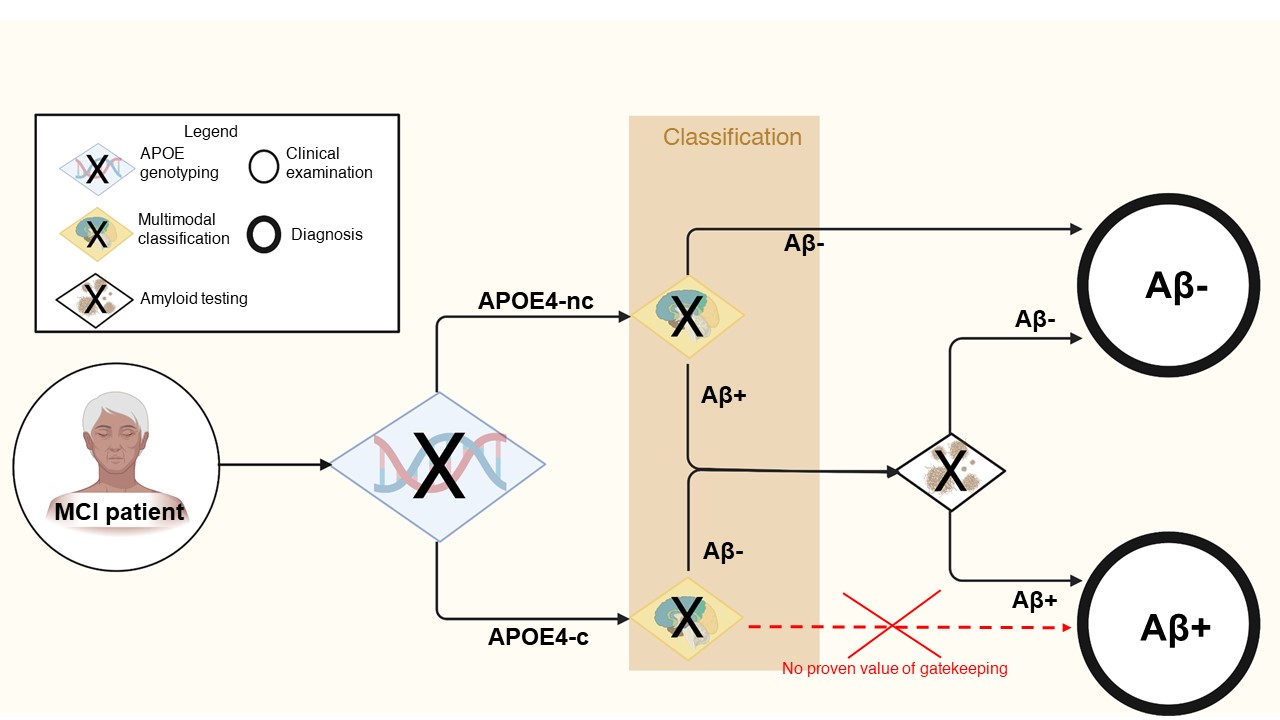 Legend
APOE
genotyping
Clinical
examination
Multimodal
classification
Diagnosis
Amyloid testing
X
X
X
Classification
Aβ-
Aβ-
Aβ-
APOE4-nc
X
Aβ+
X
X
MCI patient
Aβ-
Aβ+
APOE4-c
X
Aβ+
No proven value of gatekeeping